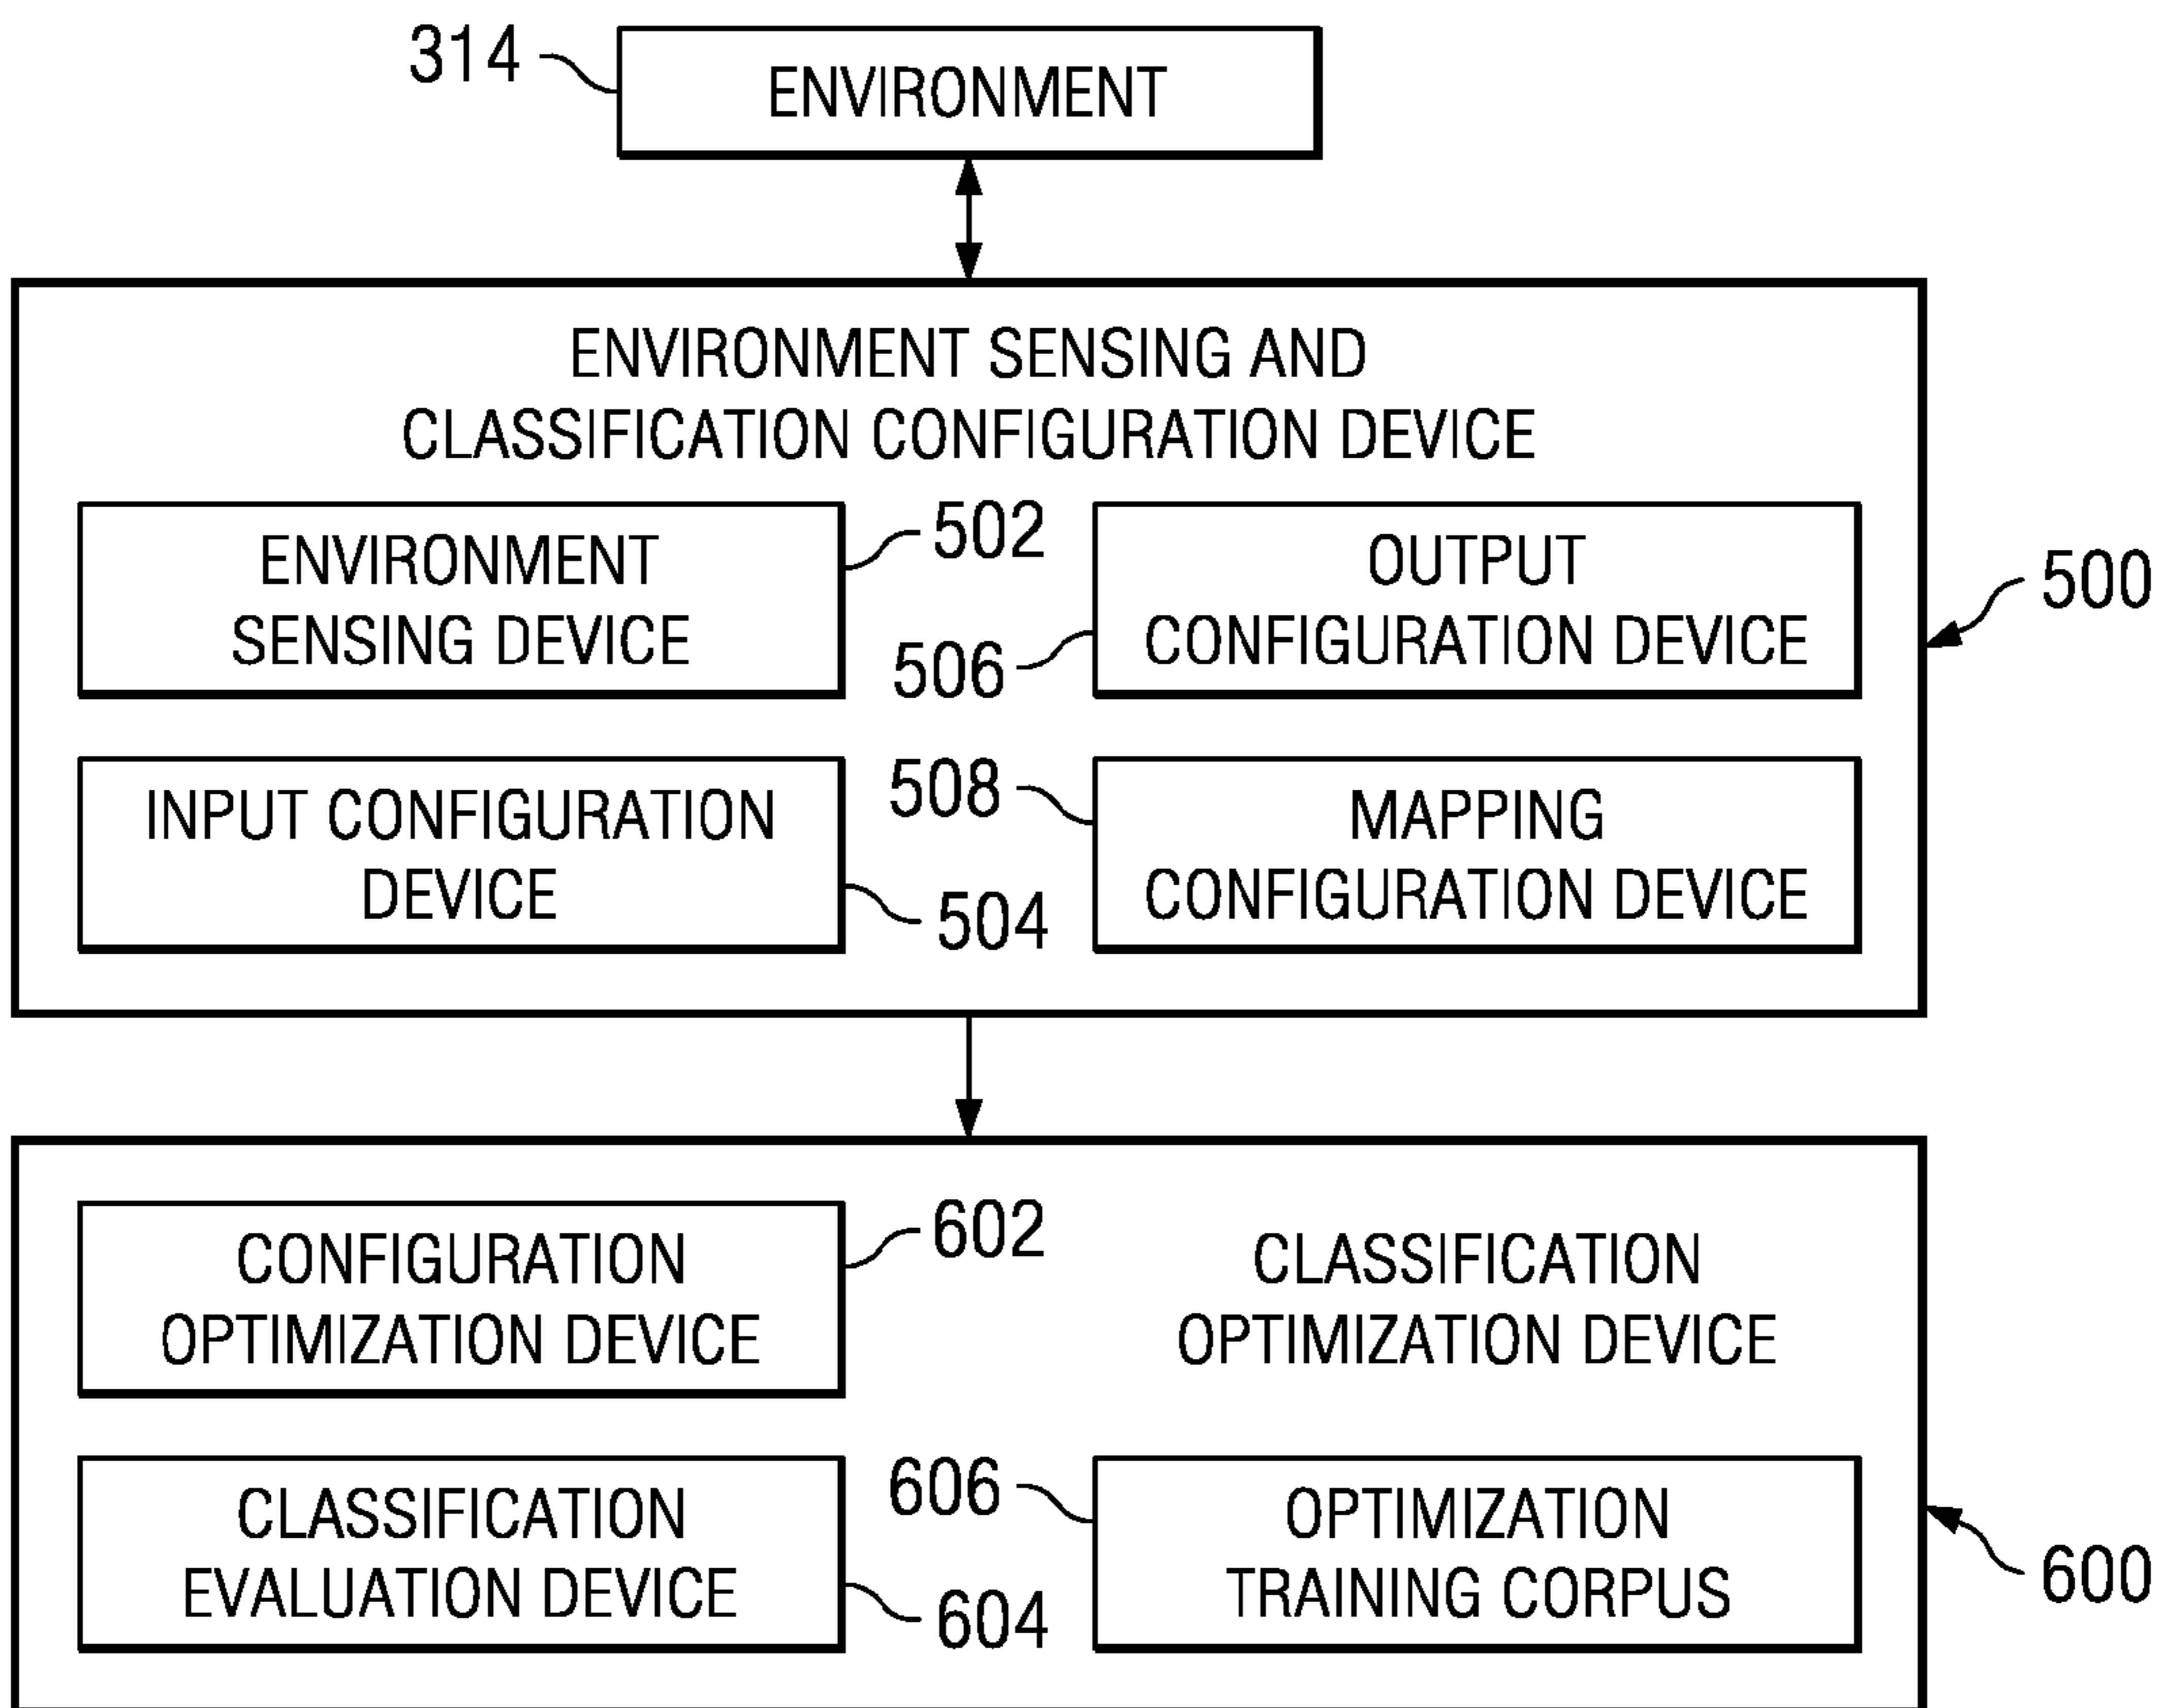 314
ENVIRONMENT
ENVIRONMENT SENSING AND
CLASSIFICATION CONFIGURATION DEVICE
ENVIRONMENT
SENSING DEVICE
502
506
OUTPUT
CONFIGURATION DEVICE
500
INPUT CONFIGURATION
DEVICE
504
508
MAPPING
CONFIGURATION DEVICE
CONFIGURATION
OPTIMIZATION DEVICE
602
CLASSIFICATION
OPTIMIZATION DEVICE
CLASSIFICATION
EVALUATION DEVICE
604
606
OPTIMIZATION
TRAINING CORPUS
600